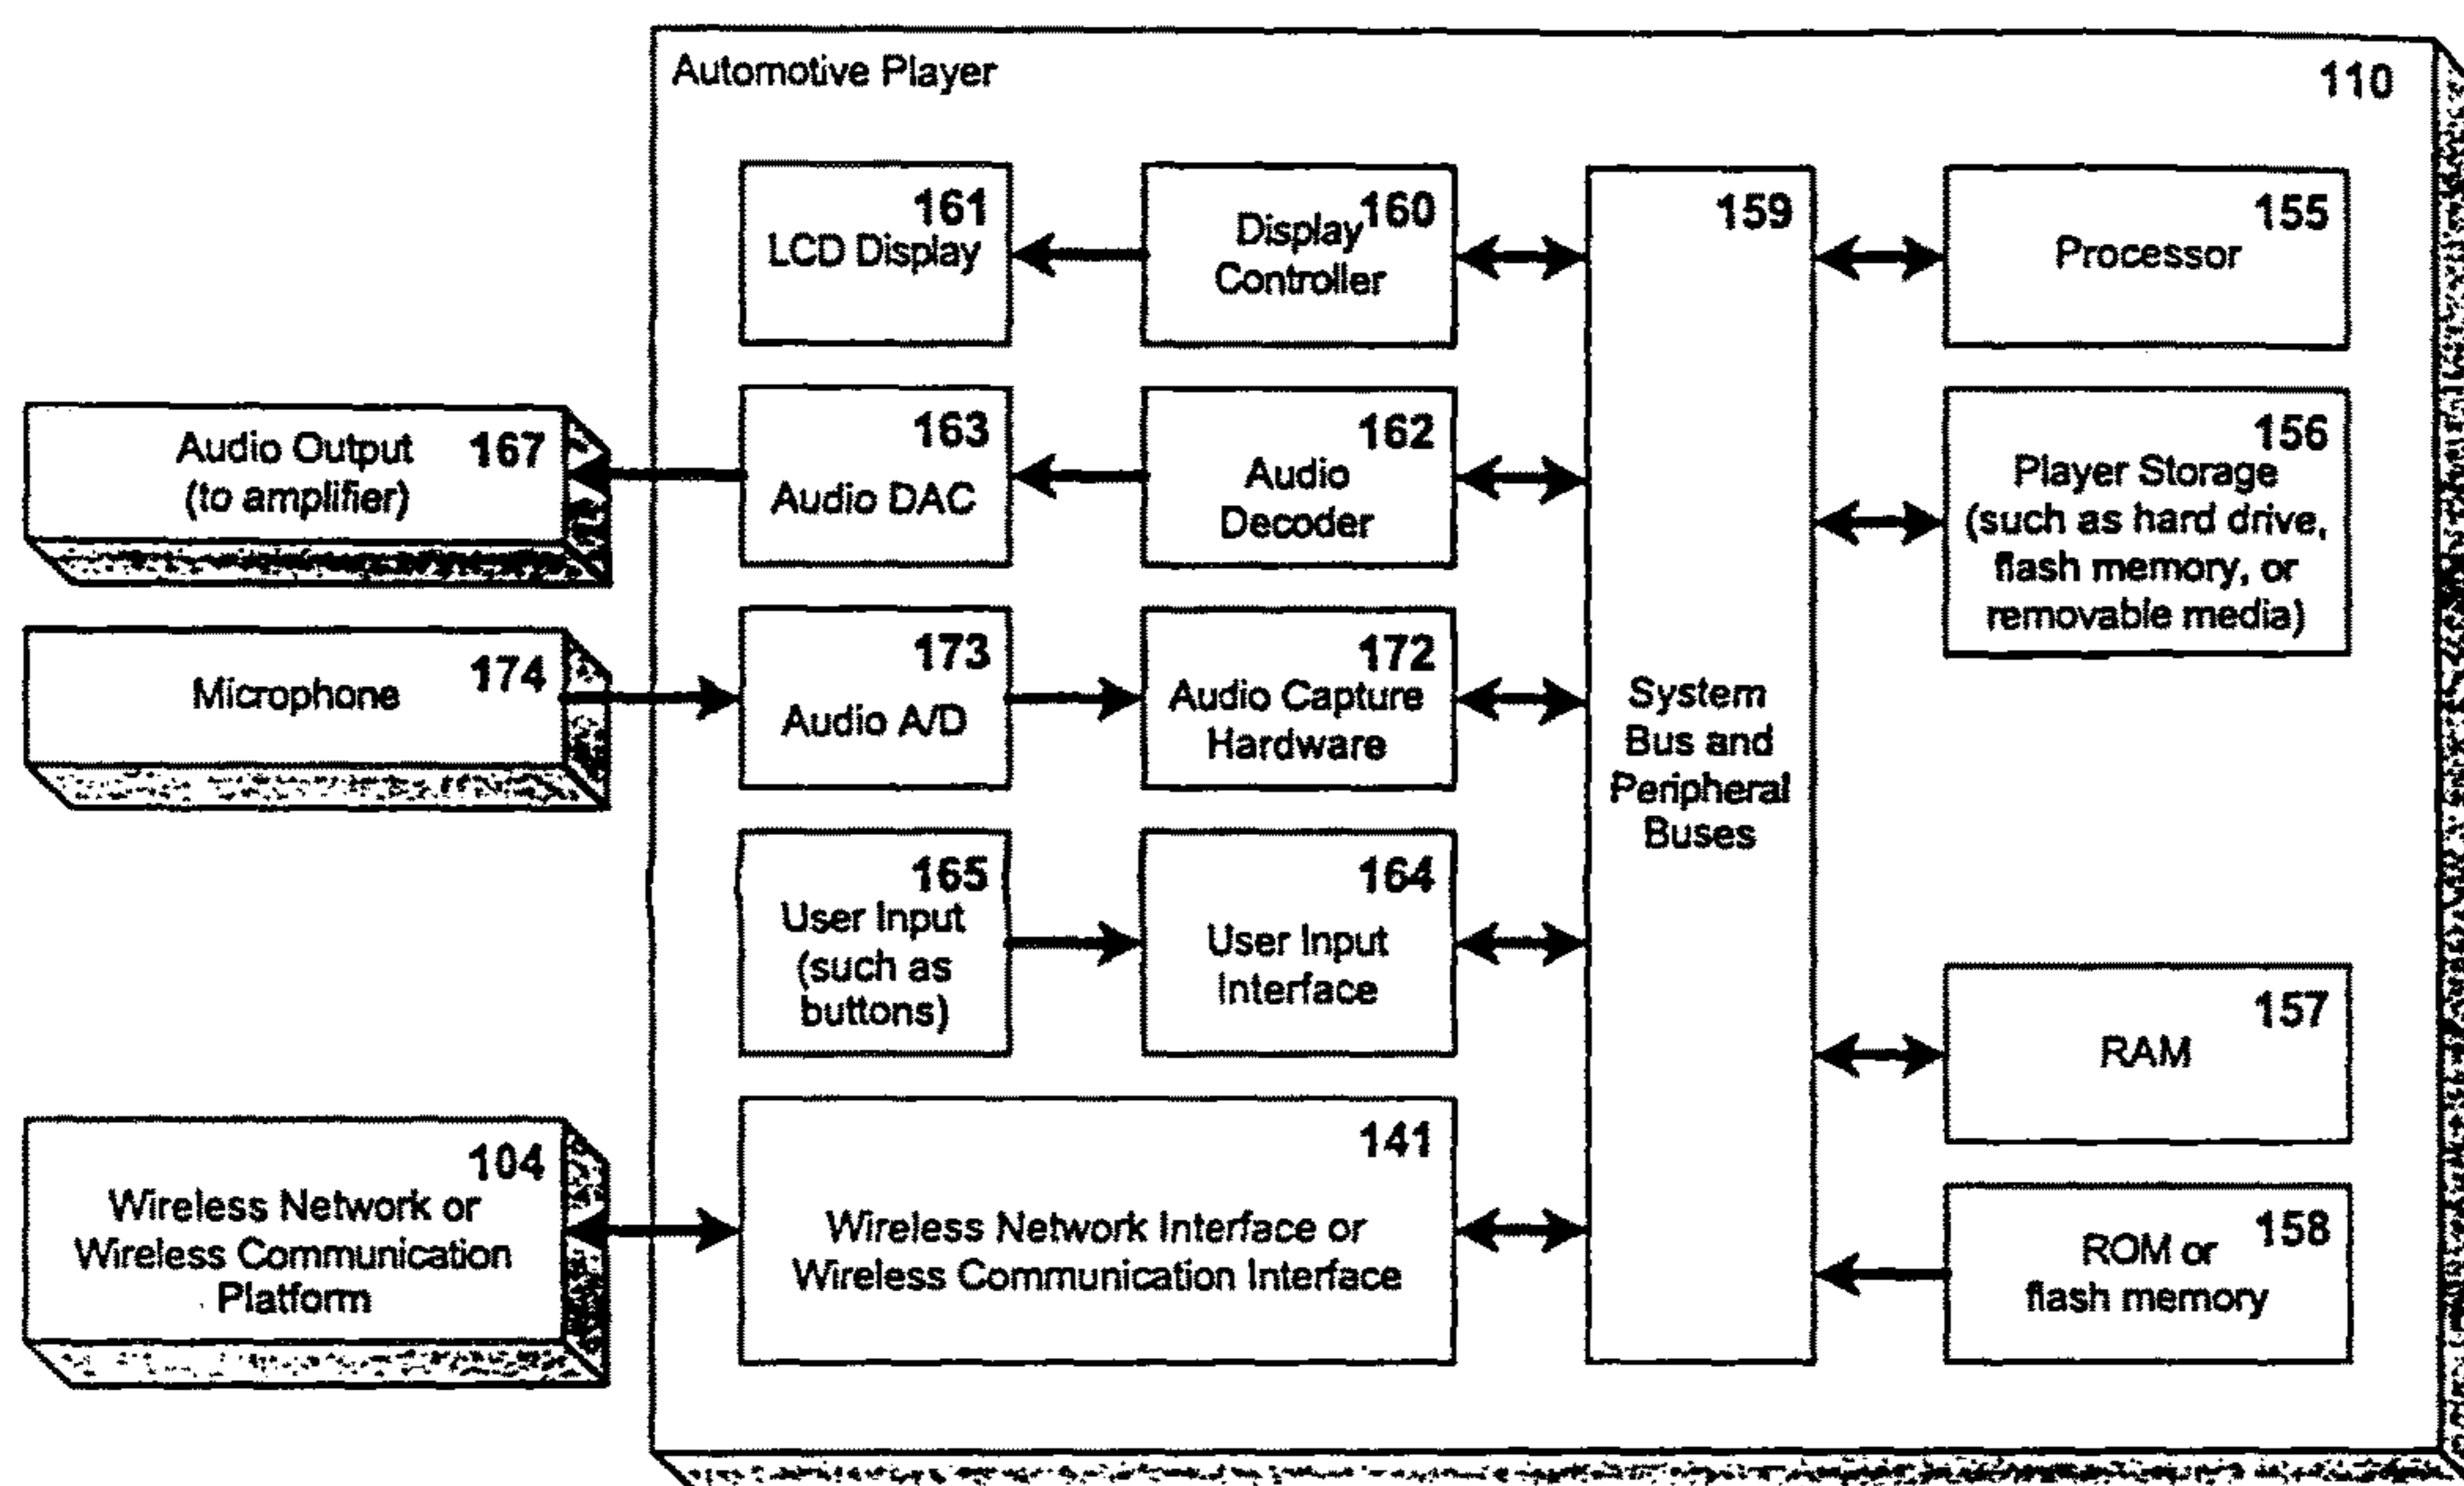 Automotive Player
110
161
LCD Display
160
Display
Controller
159
System
Bus and
Peripheral
Buses
155
Processor
Audio Output
(to amplifier)
167
163
Audio DAC
162
Audio
Decoder
156
Player Storage
(such as hard drive,
flash memory, or
removable media)
Microphone
174
173
Audio A/D
172
Audio Capture
Hardware
165
User Input
(such as
buttons)
164
User Input
Interface
157
RAM
104
Wireless Network or
Wireless Communication
Platform
141
Wireless Network Interface or
Wireless Communication Interface
158
ROM or
flash memory